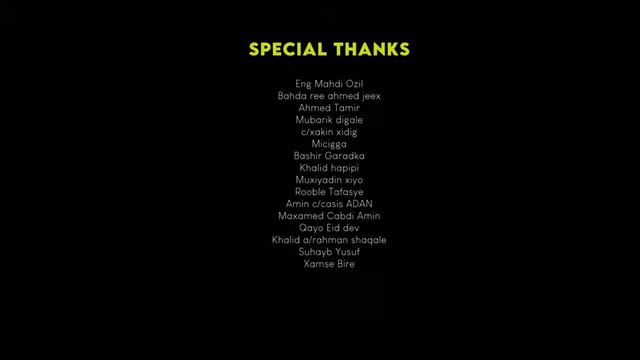 SPECIAL THANKS
Eng Mahdi Ozil
Bahda ree ahmed jeex
Ahmed Tamir
Mubarik digale
c/xakin xidig
Micigga
Bashir Garadka
Khalid hapipi
Muxiyadin xiyo
Rooble Tafasye
Amin c/casis ADAN
Maxamed Cabdi Amin
Qayo Eid dev
Khalid a/rahman shaqale
Suhayb Yusuf
Xamse Bire